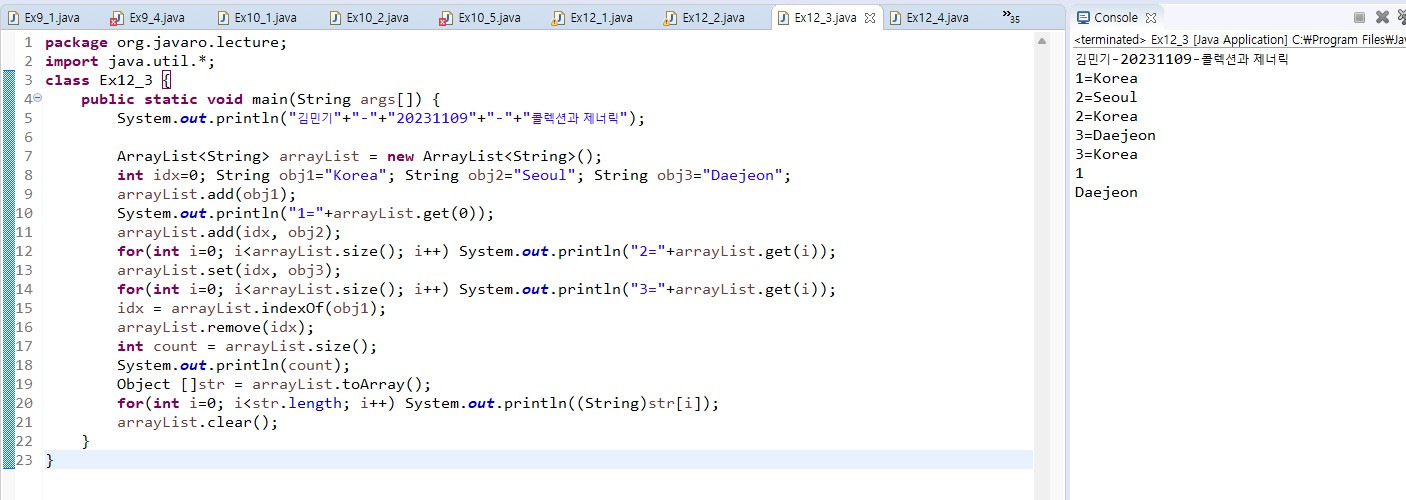 Ex9_1.java Ex9_4.java Ex10_1.java Ex10_2.java Ex10_5.java Ex12_1.java Ex12_2.java Ex12_3.java Ex12_4.java »35
1 package org.javaro.lecture;
2 import java.util.*;
3 class Ex12_3 {
4 public static void main(String args[]) {
5 System.out.println("김민기"+"-"+"20231109"+"-"+"콜렉션과 제너릭");
6
7 ArrayList<String> arrayList = new ArrayList<String>();
8 int idx=0; String obj1="Korea"; String obj2="Seoul"; String obj3="Daejeon";
9 arrayList.add(obj1);
10 System.out.println("1="+arrayList.get(0));
11 arrayList.add(idx, obj2);
12 for(int i=0; i<arrayList.size(); i++) System.out.println("2="+arrayList.get(i));
13 arrayList.set(idx, obj3);
14 for(int i=0; i<arrayList.size(); i++) System.out.println("3="+arrayList.get(i));
15 idx = arrayList.indexOf(obj1);
16 arrayList.remove(idx);
17 int count = arrayList.size();
18 System.out.println(count);
19 Object []str = arrayList.toArray();
20 for(int i=0; i<str.length; i++) System.out.println((String)str[i]);
21 arrayList.clear();
22 }
23 }
Console
<terminated> Ex12_3 [Java Application] C:₩Program Files₩Jav
김민기-20231109-콜렉션과 제너릭
1=Korea
2=Seoul
2=Korea
3=Daejeon
3=Korea
1
Daejeon